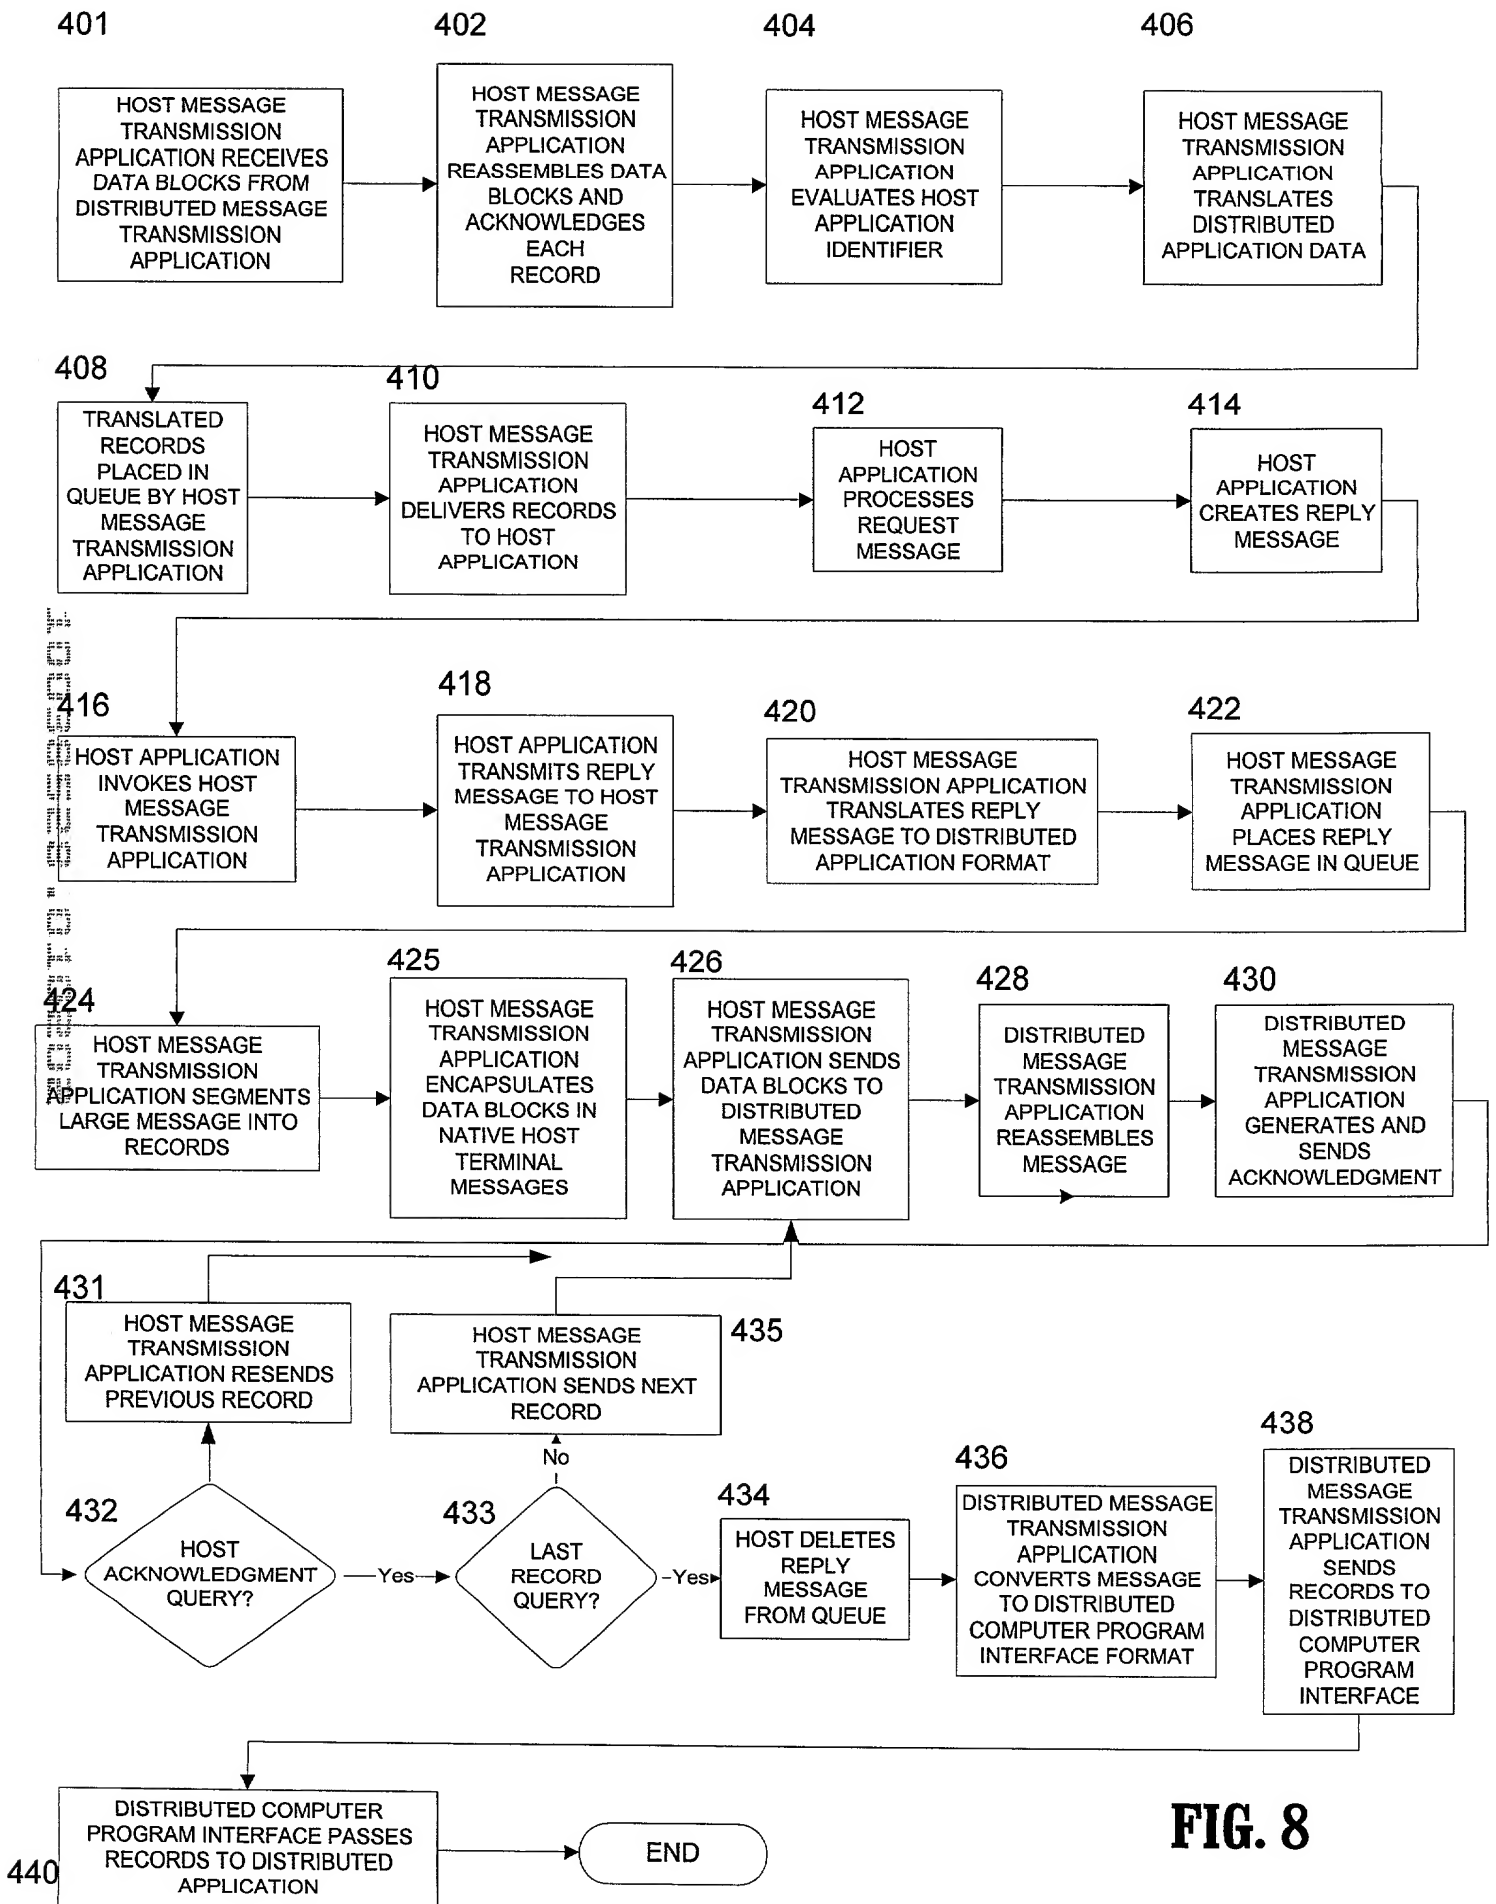 401
402
404
406
HOST MESSAGE
TRANSMISSION
APPLICATION RECEIVES
DATA BLOCKS FROM
DISTRIBUTED MESSAGE
TRANSMISSION
APPLICATION
HOST MESSAGE
TRANSMISSION
APPLICATION
REASSEMBLES DATA
BLOCKS AND
ACKNOWLEDGES
EACH
RECORD
HOST MESSAGE
TRANSMISSION
APPLICATION
EVALUATES HOST
APPLICATION
IDENTIFIER
HOST MESSAGE
TRANSMISSION
APPLICATION
TRANSLATES
DISTRIBUTED
APPLICATION DATA
408
410
412
414
TRANSLATED
RECORDS
PLACED IN
QUEUE BY HOST
MESSAGE
TRANSMISSION
APPLICATION
HOST MESSAGE
TRANSMISSION
APPLICATION
DELIVERS RECORDS
TO HOST
APPLICATION
HOST
APPLICATION
PROCESSES
REQUEST
MESSAGE
HOST
APPLICATION
CREATES REPLY
MESSAGE
416
418
420
422
HOST APPLICATION
INVOKES HOST
MESSAGE
TRANSMISSION
APPLICATION
HOST APPLICATION
TRANSMITS REPLY
MESSAGE TO HOST
MESSAGE
TRANSMISSION
APPLICATION
HOST MESSAGE
TRANSMISSION APPLICATION
TRANSLATES REPLY
MESSAGE TO DISTRIBUTED
APPLICATION FORMAT
HOST MESSAGE
TRANSMISSION
APPLICATION
PLACES REPLY
MESSAGE IN QUEUE
424
425
426
428
430
HOST MESSAGE
TRANSMISSION
APPLICATION SEGMENTS
LARGE MESSAGE INTO
RECORDS
HOST MESSAGE
TRANSMISSION
APPLICATION
ENCAPSULATES
DATA BLOCKS IN
NATIVE HOST
TERMINAL
MESSAGES
HOST MESSAGE
TRANSMISSION
APPLICATION SENDS
DATA BLOCKS TO
DISTRIBUTED
MESSAGE
TRANSMISSION
APPLICATION
DISTRIBUTED
MESSAGE
TRANSMISSION
APPLICATION
REASSEMBLES
MESSAGE
DISTRIBUTED
MESSAGE
TRANSMISSION
APPLICATION
GENERATES AND
SENDS
ACKNOWLEDGMENT
431
HOST MESSAGE
TRANSMISSION
APPLICATION RESENDS
PREVIOUS RECORD
435
HOST MESSAGE
TRANSMISSION
APPLICATION SENDS NEXT
RECORD
No
432
HOST
ACKNOWLEDGMENT
QUERY?
Yes
433
LAST
RECORD
QUERY?
Yes
434
HOST DELETES
REPLY
MESSAGE
FROM QUEUE
436
DISTRIBUTED MESSAGE
TRANSMISSION
APPLICATION
CONVERTS MESSAGE
TO DISTRIBUTED
COMPUTER PROGRAM
INTERFACE FORMAT
438
DISTRIBUTED
MESSAGE
TRANSMISSION
APPLICATION
SENDS
RECORDS TO
DISTRIBUTED
COMPUTER
PROGRAM
INTERFACE
440
DISTRIBUTED COMPUTER
PROGRAM INTERFACE PASSES
RECORDS TO DISTRIBUTED
APPLICATION
END
FIG. 8